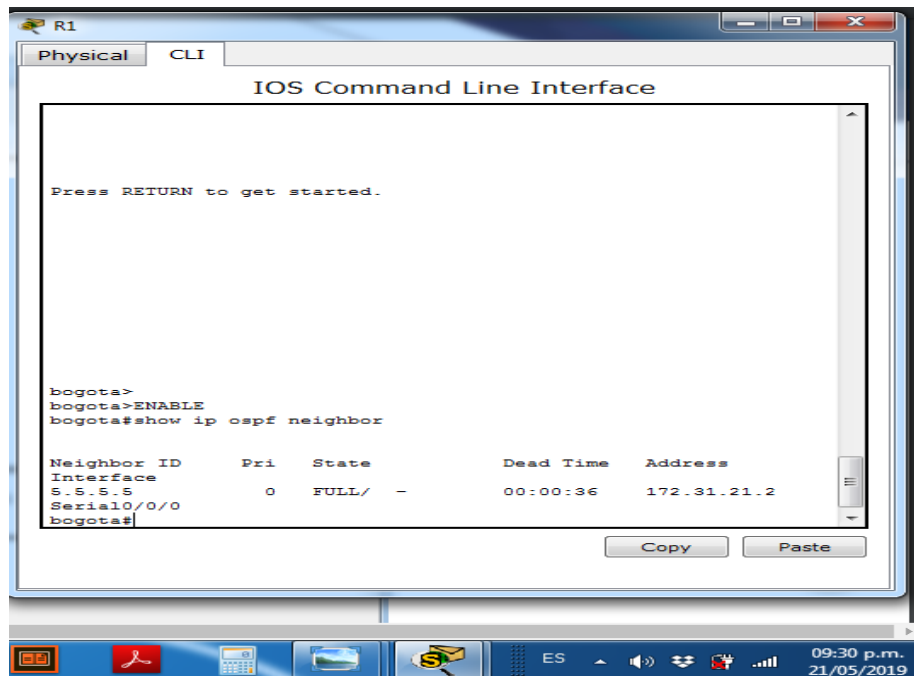 R1
Physical CLI
IOS Command Line Interface
Press RETURN to get started.
bogota>
bogota>ENABLE
bogota#show ip ospf neighbor
Neighbor ID Pri State Dead Time Address
Interface
5.5.5.5 0 FULL/ - 00:00:36 172.31.21.2
Serial0/0/0
bogota#
Copy Paste
ES 09:30 p.m.
21/05/2019